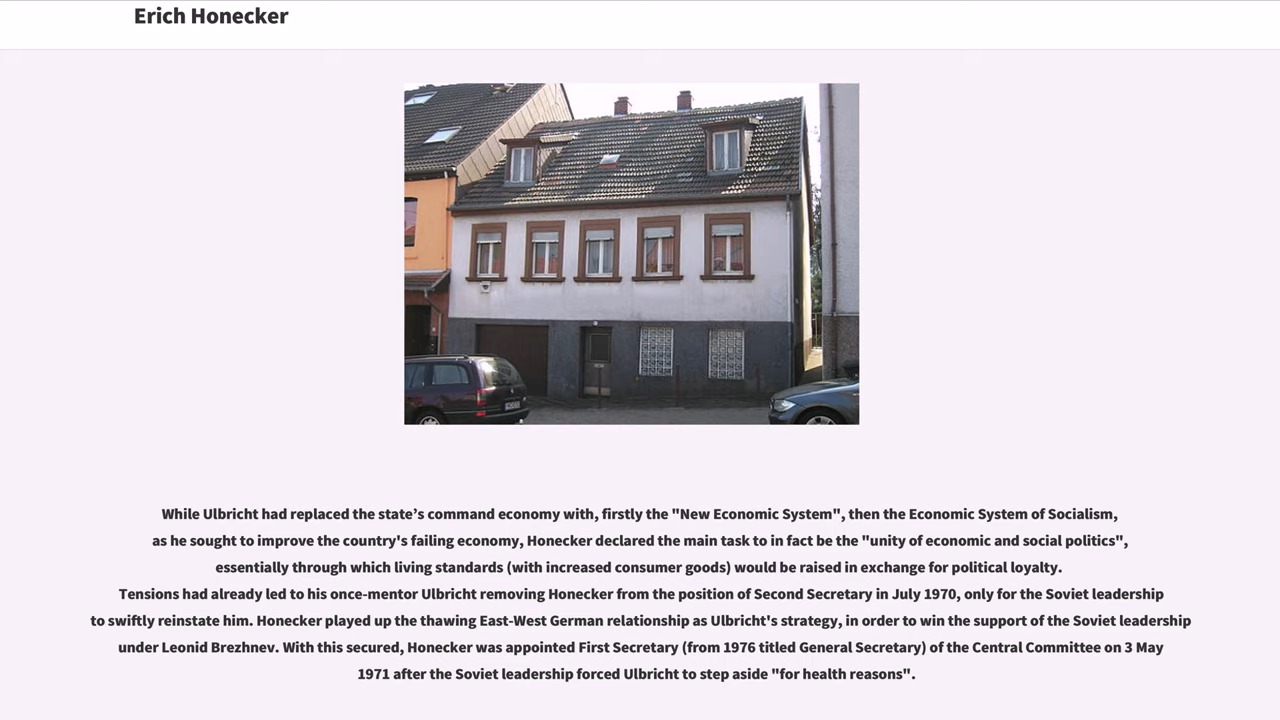 Erich Honecker
While Ulbricht had replaced the state’s command economy with, firstly the "New Economic System", then the Economic System of Socialism,
as he sought to improve the country's failing economy, Honecker declared the main task to in fact be the "unity of economic and social politics",
essentially through which living standards (with increased consumer goods) would be raised in exchange for political loyalty.
Tensions had already led to his once-mentor Ulbricht removing Honecker from the position of Second Secretary in July 1970, only for the Soviet leadership
to swiftly reinstate him. Honecker played up the thawing East-West German relationship as Ulbricht's strategy, in order to win the support of the Soviet leadership
under Leonid Brezhnev. With this secured, Honecker was appointed First Secretary (from 1976 titled General Secretary) of the Central Committee on 3 May
1971 after the Soviet leadership forced Ulbricht to step aside "for health reasons".